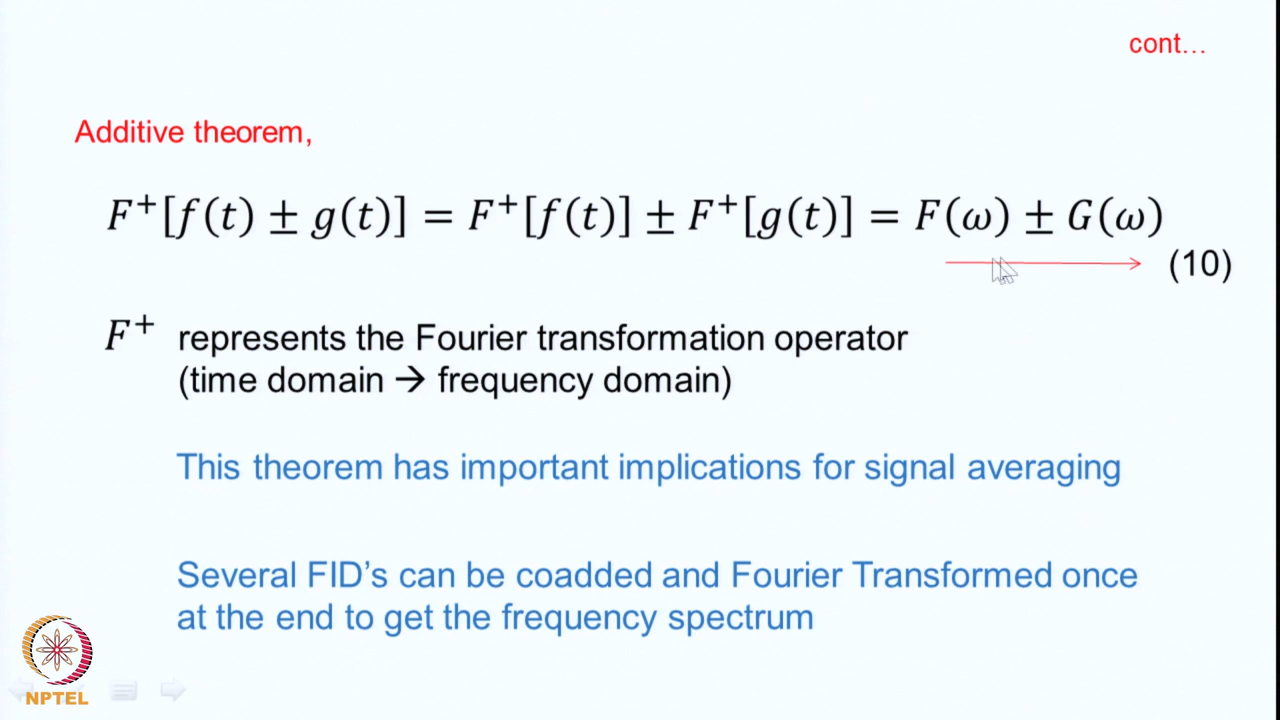 cont...
Additive theorem,
F⁺[f(t) ± g(t)] = F⁺[f(t)] ± F⁺[g(t)] = F(ω) ± G(ω)
(10)
F⁺ represents the Fourier transformation operator
(time domain → frequency domain)
This theorem has important implications for signal averaging
Several FID’s can be coadded and Fourier Transformed once
at the end to get the frequency spectrum
NPTEL